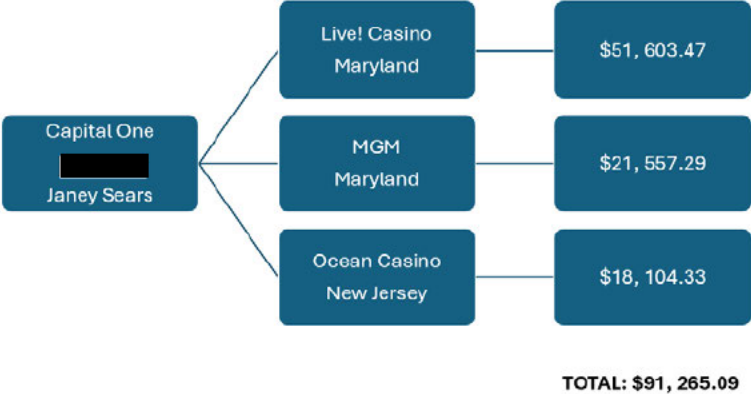 Capital One
Janey Sears
Live! Casino
Maryland
$51, 603.47
MGM
Maryland
$21, 557.29
Ocean Casino
New Jersey
$18, 104.33
TOTAL: $91, 265.09